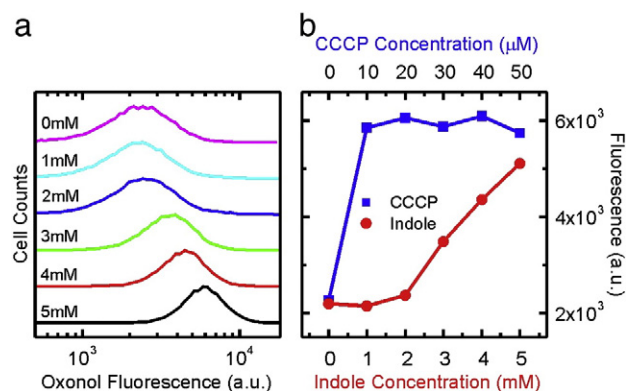 a
b
CCCP Concentration (μM)
0 10 20 30 40 50
0mM
1mM
2mM
3mM
4mM
5mM
Cell Counts
10³ 10⁴
Oxonol Fluorescence (a.u.)
CCCP
Indole
6x10³
4x10³
2x10³
Fluorescence (a.u.)
0 1 2 3 4 5
Indole Concentration (mM)